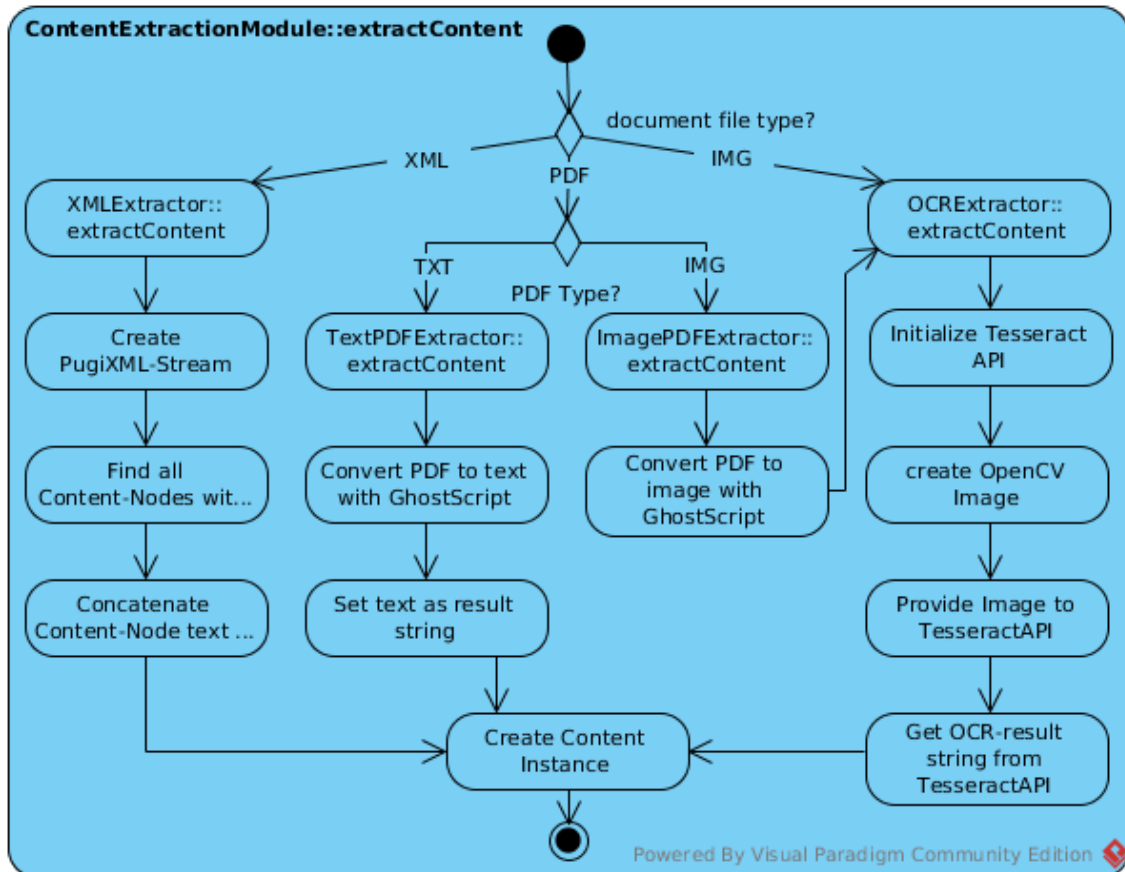 ContentExtractionModule::extractContent
document file type?
XML
PDF
IMG
XMLExtractor::
extractContent
OCRExtractor::
extractContent
TXT
IMG
PDF Type?
Create
PugiXML-Stream
TextPDFExtractor::
extractContent
ImagePDFExtractor::
extractContent
Initialize Tesseract
API
Find all
Content-Nodes wit...
Convert PDF to text
with GhostScript
Convert PDF to
image with
GhostScript
create OpenCV
Image
Concatenate
Content-Node text ...
Set text as result
string
Provide Image to
TesseractAPI
Create Content
Instance
Get OCR-result
string from
TesseractAPI
Powered By Visual Paradigm Community Edition